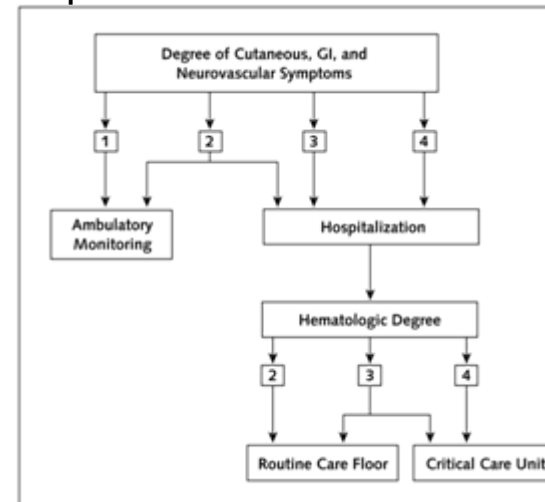 Degree of Cutaneous, GI, and
Neurovascular Symptoms
1 2 3 4
Ambulatory
Monitoring
Hospitalization
Hematologic Degree
2 3 4
Routine Care Floor
Critical Care Unit